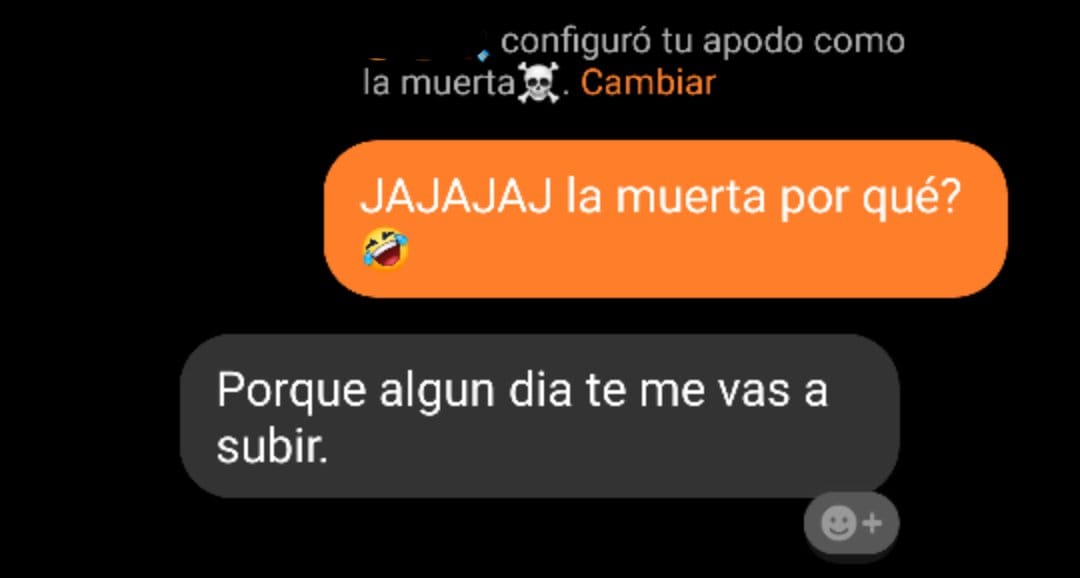 configuró tu apodo como
la muerta☠️. Cambiar
JAJAJAJ la muerta por qué?
🤣
Porque algun dia te me vas a
subir.